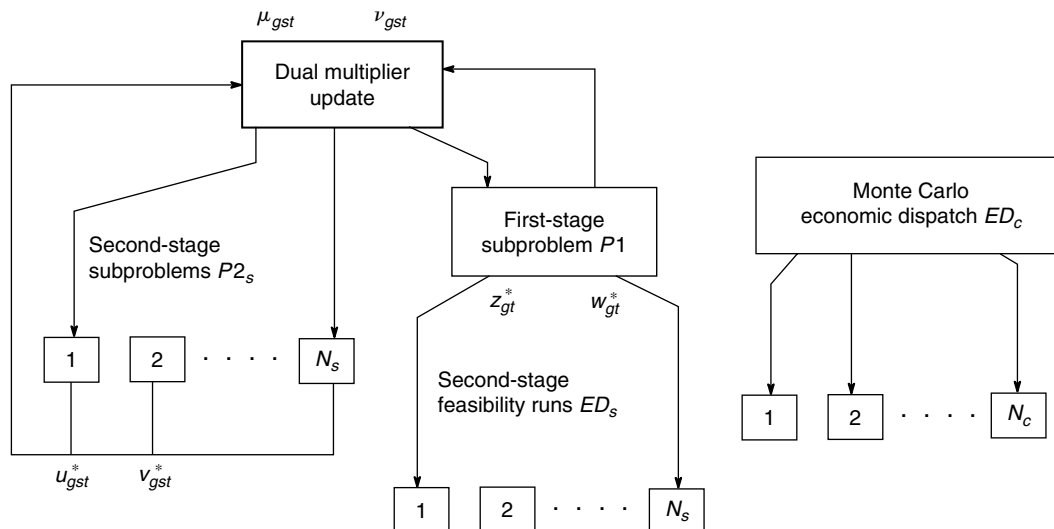 μ_gst ν_gst
Dual multiplier
update
First-stage
subproblem P1
Monte Carlo
economic dispatch ED_c
Second-stage
subproblems P2_s
z*_gt w*_gt
1 2 · · · · N_s
Second-stage
feasibility runs ED_s
1 2 · · · · N_c
u*_gst v*_gst
1 2 · · · · N_s